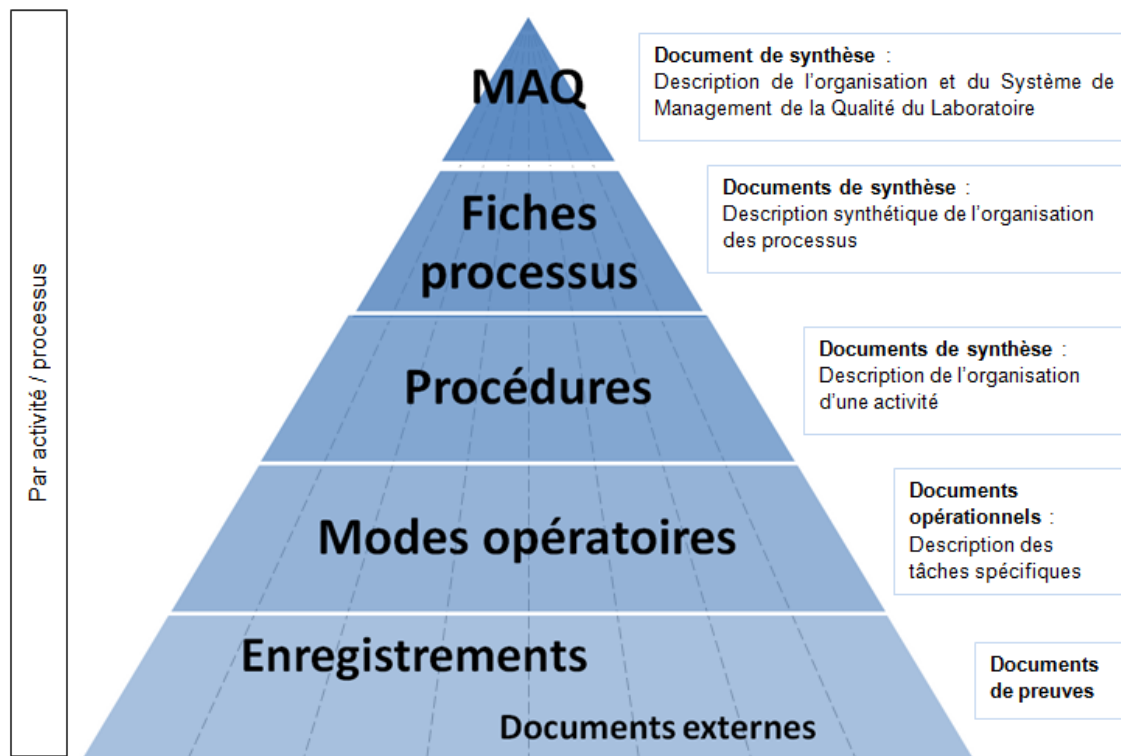 Par activité / processus
MAQ
Document de synthèse :
Description de l'organisation et du Système de
Management de la Qualité du Laboratoire
Fiches
processus
Documents de synthèse :
Description synthétique de l'organisation
des processus
Procédures
Documents de synthèse :
Description de l'organisation
d'une activité
Modes opératoires
Documents
opérationnels :
Description des
tâches spécifiques
Enregistrements
Documents externes
Documents
de preuves